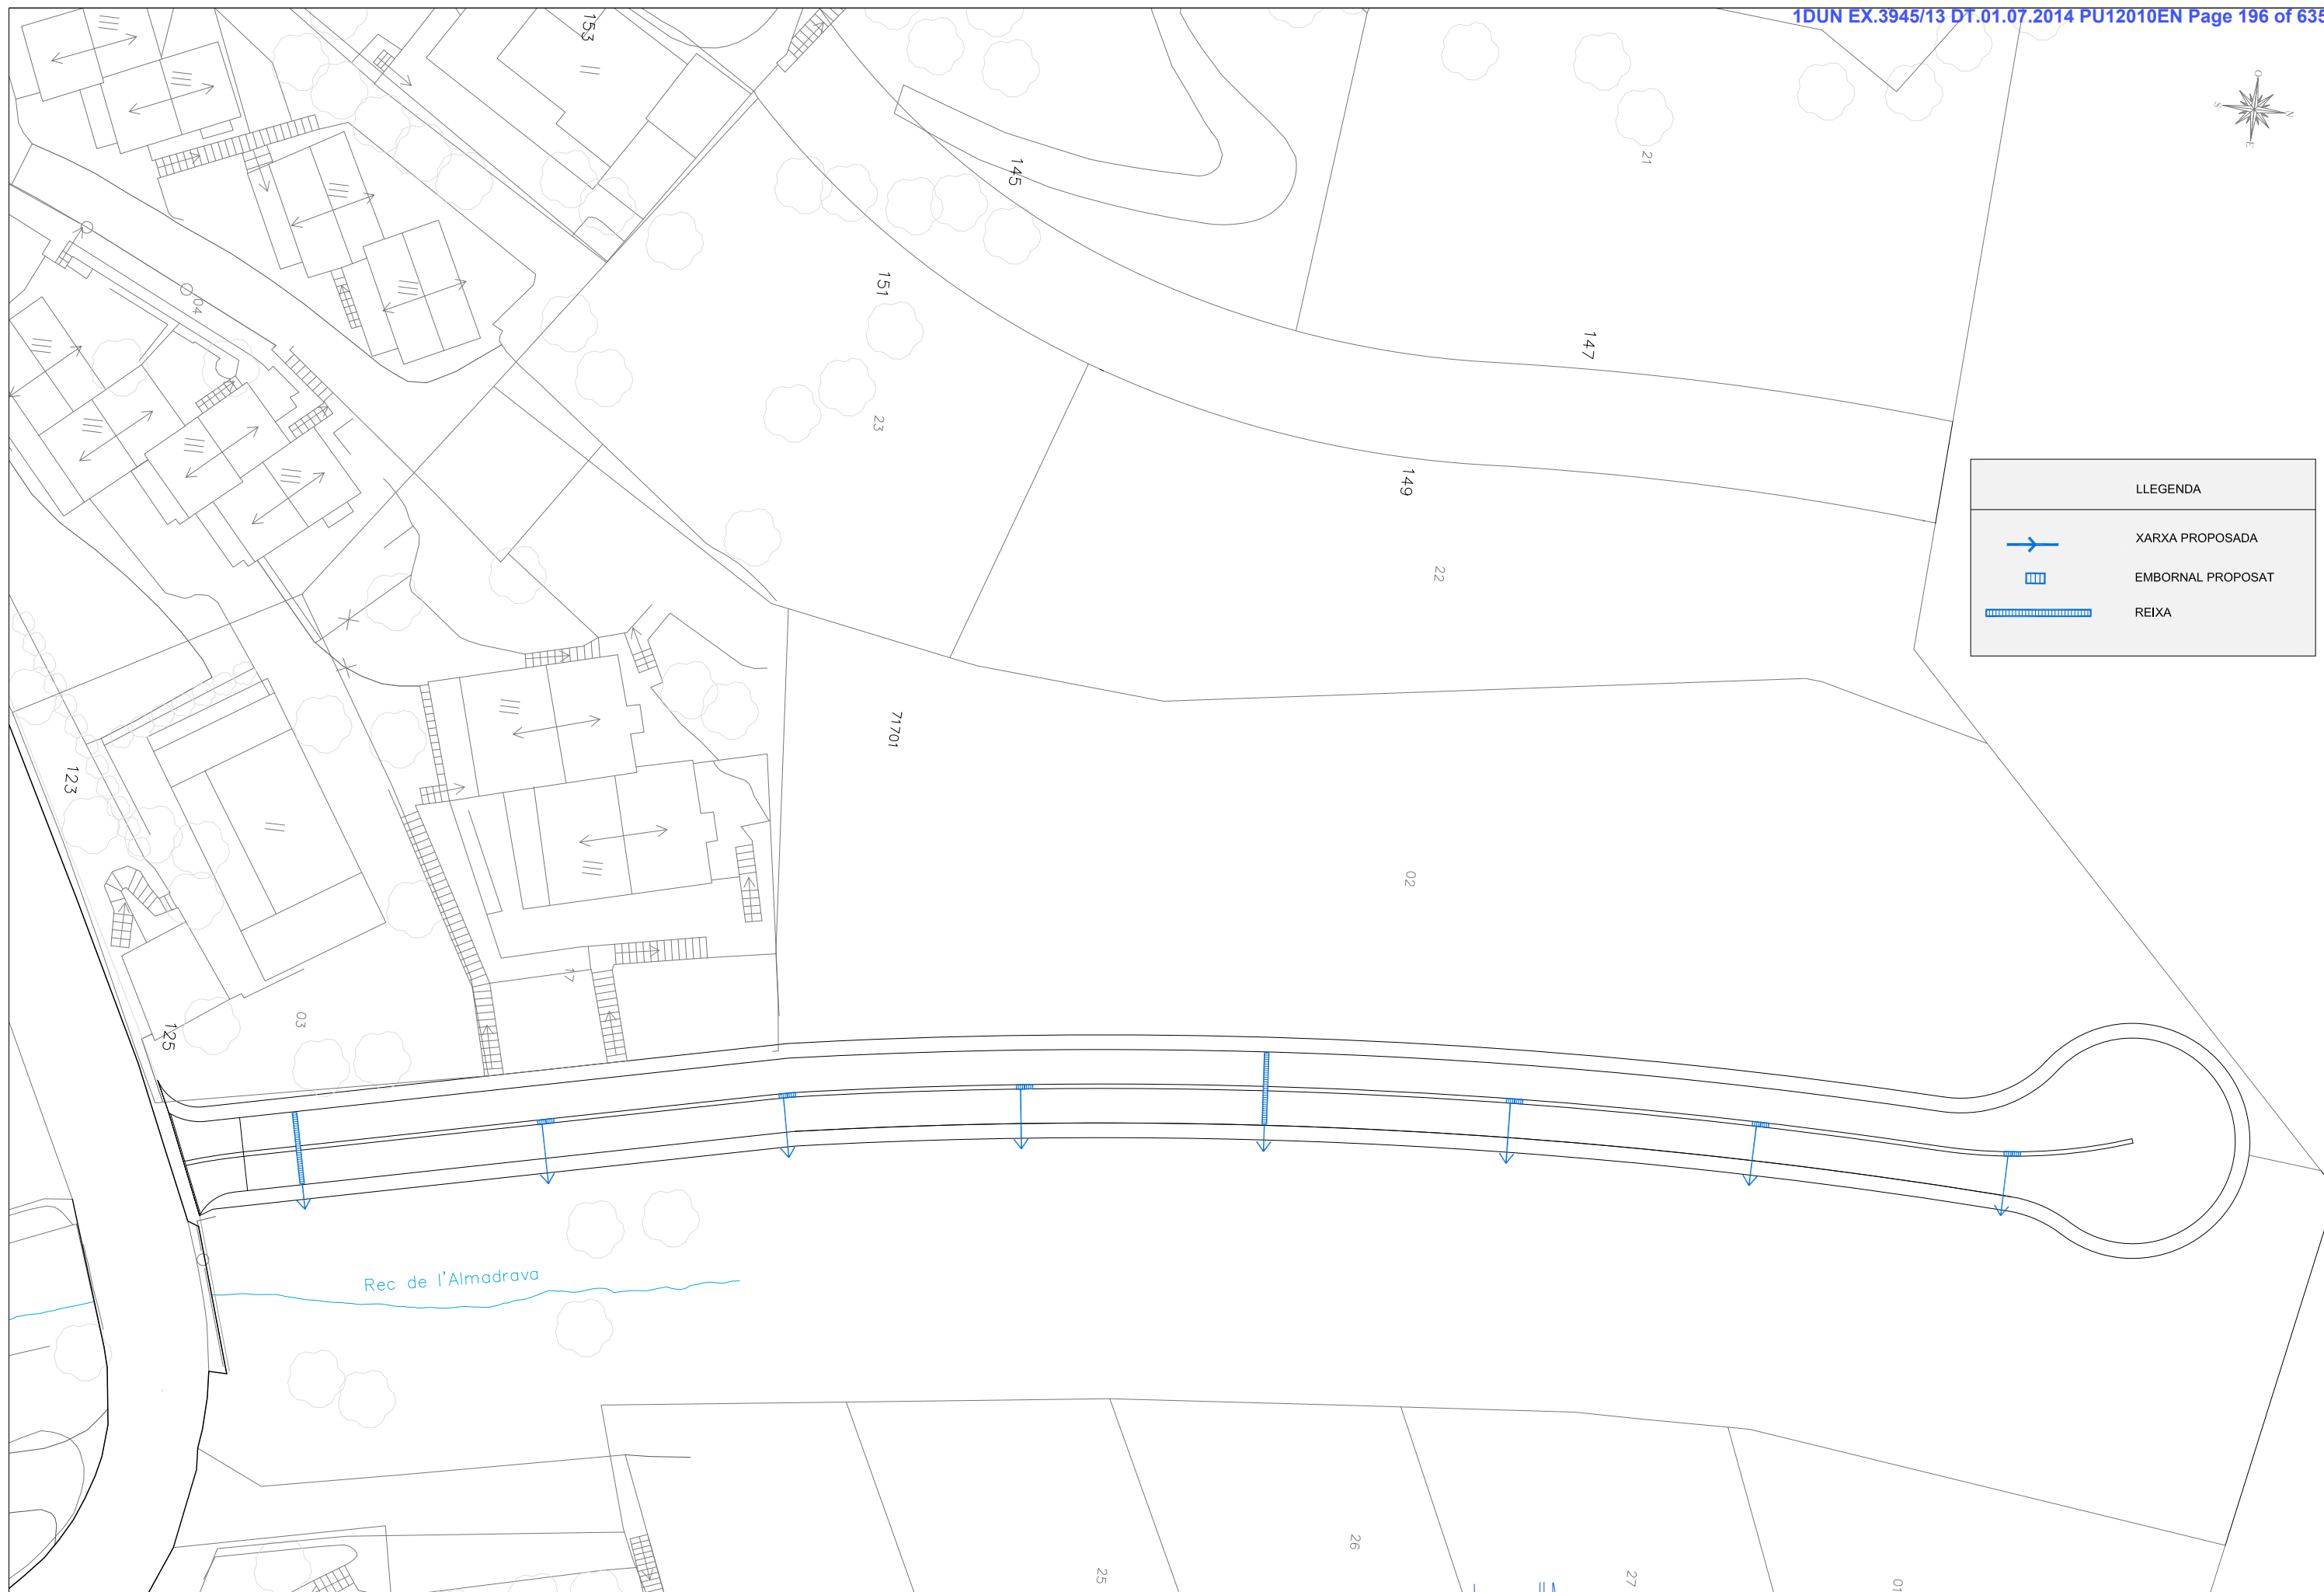 1DUN EX.3945/13 DT.01.07.2014 PU12010EN Page 196 of 635
153
O
S
N
E
145
21
151
04
147
LLEGENDA
XARXA PROPOSADA
EMBORNAL PROPOSAT
REIXA
23
149
22
71701
123
02
17
03
125
Rec de l'Almadrava
26
25
27
01